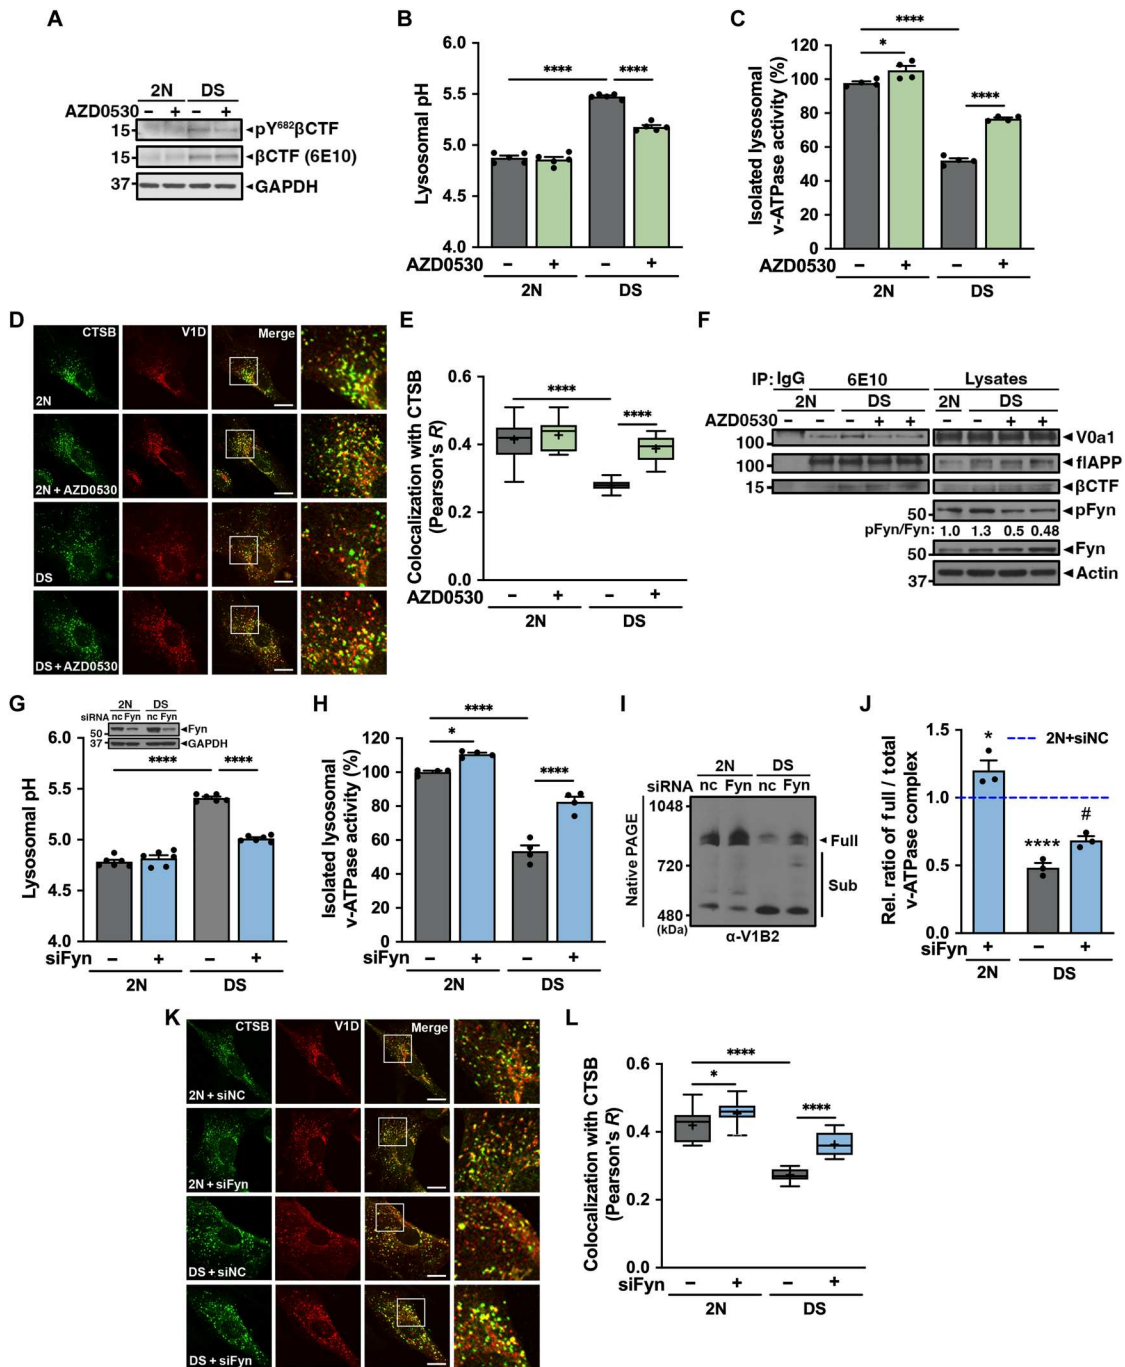 A
2N DS
AZD0530 – + – +
15 ◄pY⁶⁸²βCTF
15 ◄βCTF (6E10)
37 ◄GAPDH
B
Lysosomal pH
6.0
5.5
5.0
4.5
4.0
**** ****
AZD0530 – + – +
2N DS
C
Isolated lysosomal
v-ATPase activity (%)
120
100
80
60
40
20
0
****
*
****
AZD0530 – + – +
2N DS
D
CTSB V1D Merge
2N
2N + AZD0530
DS
DS + AZD0530
E
Colocalization with CTSB
(Pearson's R)
0.6
0.4
0.2
0.0
****
****
AZD0530 – + – +
2N DS
F
IP: IgG 6E10 Lysates
2N DS 2N DS
AZD0530 – – – + + – – + +
100 ◄V0a1
100 ◄flAPP
15 ◄βCTF
50 ◄pFyn
pFyn/Fyn: 1.0 1.3 0.5 0.48
50 ◄Fyn
37 ◄Actin
G
2N DS
siRNA nc Fyn nc Fyn
50 ◄Fyn
37 ◄GAPDH
Lysosomal pH
6.0
5.5
5.0
4.5
4.0
**** ****
siFyn – + – +
2N DS
H
Isolated lysosomal
v-ATPase activity (%)
120
100
80
60
40
20
0
****
*
****
siFyn – + – +
2N DS
I
2N DS
siRNA nc Fyn nc Fyn
Native PAGE
1048
720
480
(kDa)
◄ Full
Sub
α-V1B2
J
Rel. ratio of full / total
v-ATPase complex
1.5
1.0
0.5
0.0
2N+siNC
*
****
#
siFyn + – +
2N DS
K
CTSB V1D Merge
2N + siNC
2N + siFyn
DS + siNC
DS + siFyn
L
Colocalization with CTSB
(Pearson's R)
0.6
0.4
0.2
0.0
****
*
****
siFyn – + – +
2N DS